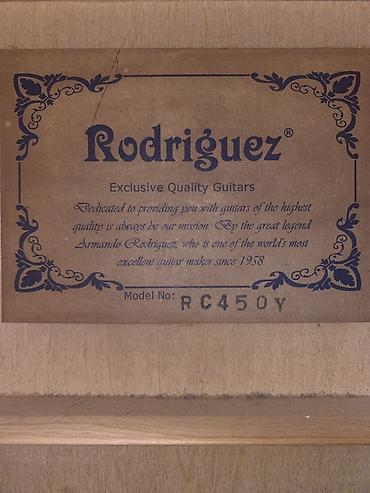 Rodriguez®
Exclusive Quality Guitars
Dedicated to providing you with guitars of the highest
quality is always be our mission. By the great legend
Armando Rodriguez, who is one of the world's most
excellent guitar maker since 1958.
Model No: RC450Y